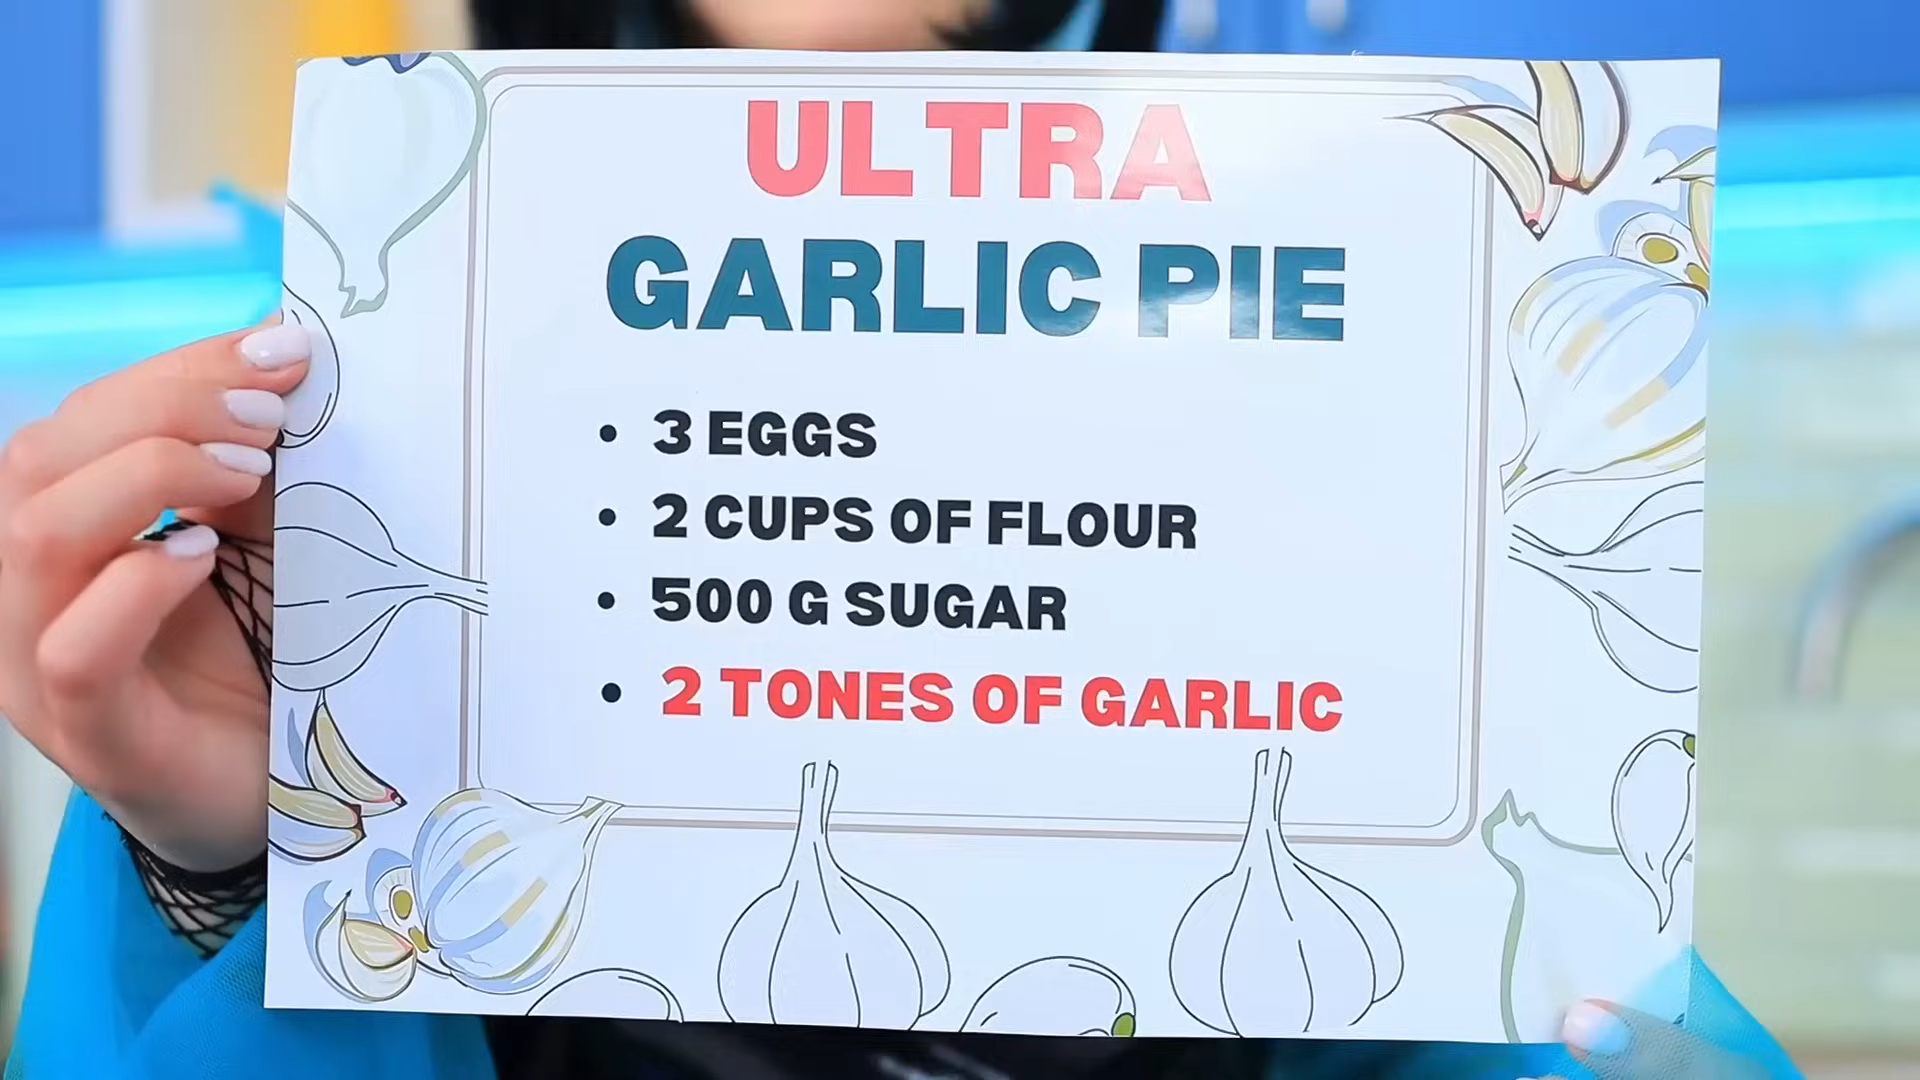 ULTRA
GARLIC PIE
• 3 EGGS
• 2 CUPS OF FLOUR
• 500 G SUGAR
• 2 TONES OF GARLIC